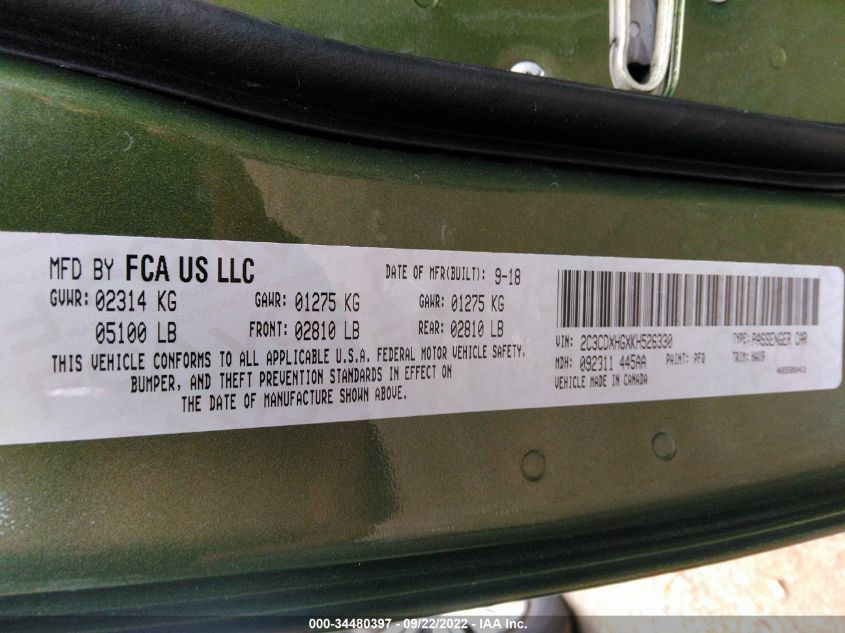 MFD BY FCA US LLC DATE OF MFR(BUILT): 9-18
GVWR: 02314 KG GAWR: 01275 KG GAWR: 01275 KG
05100 LB FRONT: 02810 LB REAR: 02810 LB
THIS VEHICLE CONFORMS TO ALL APPLICABLE U.S.A. FEDERAL MOTOR VEHICLE SAFETY,
BUMPER, AND THEFT PREVENTION STANDARDS IN EFFECT ON
THE DATE OF MANUFACTURE SHOWN ABOVE.
VIN: 2C3CDXHGXKH526330 TYPE: PASSENGER CAR
MDH: 092311 445AA PAINT: PFQ TRIM:
VEHICLE MADE IN CANADA
000-34480397 - 09/22/2022 - IAA Inc.